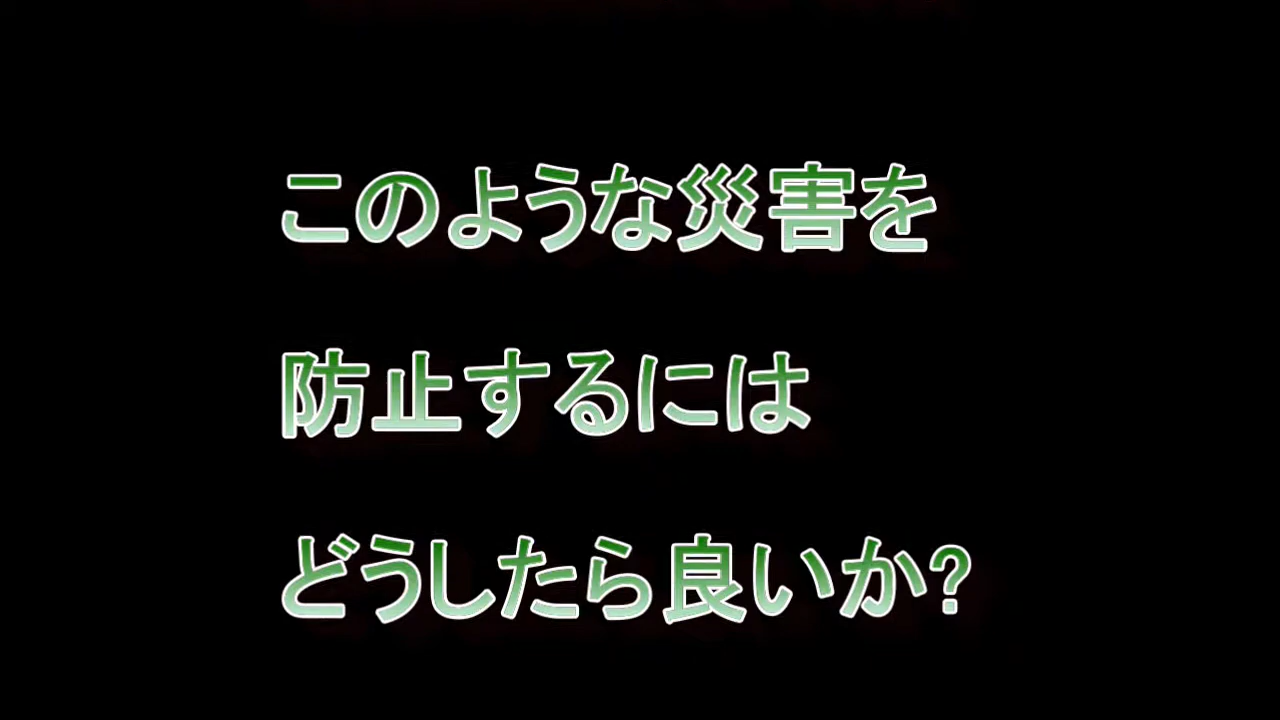 このような災害を
防止するには
どうしたら良いか?